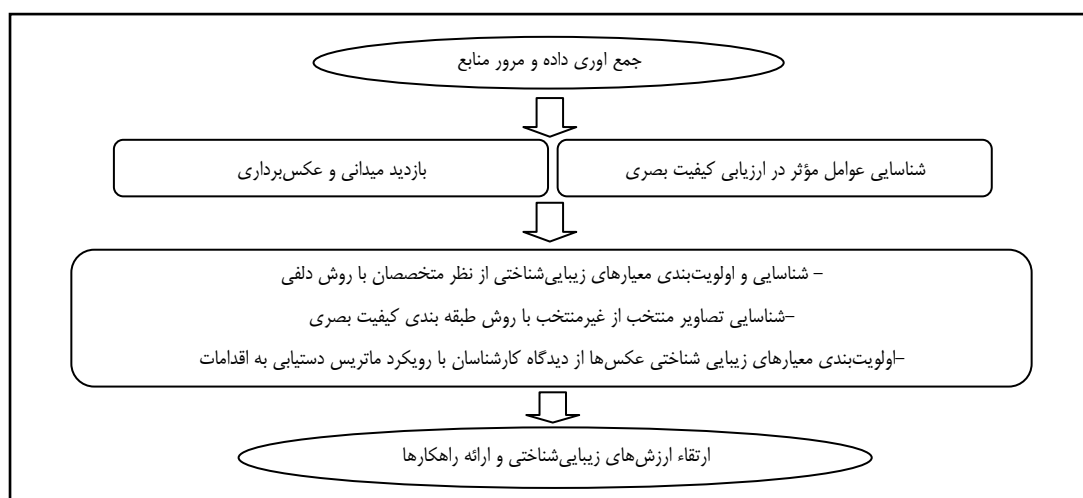 جمع اوری داده و مرور منابع
شناسایی عوامل مؤثر در ارزیابی کیفیت بصری
بازدید میدانی و عکس‌برداری
– شناسایی و اولویت‌بندی معیارهای زیبایی‌شناختی از نظر متخصصان با روش دلفی
–شناسایی تصاویر منتخب از غیرمنتخب با روش طبقه بندی کیفیت بصری
–اولویت‌بندی معیارهای زیبایی شناختی عکس‌ها از دیدگاه کارشناسان با رویکرد ماتریس دستیابی به اقدامات
ارتقاء ارزش‌های زیبایی‌شناختی و ارائه راهکارها